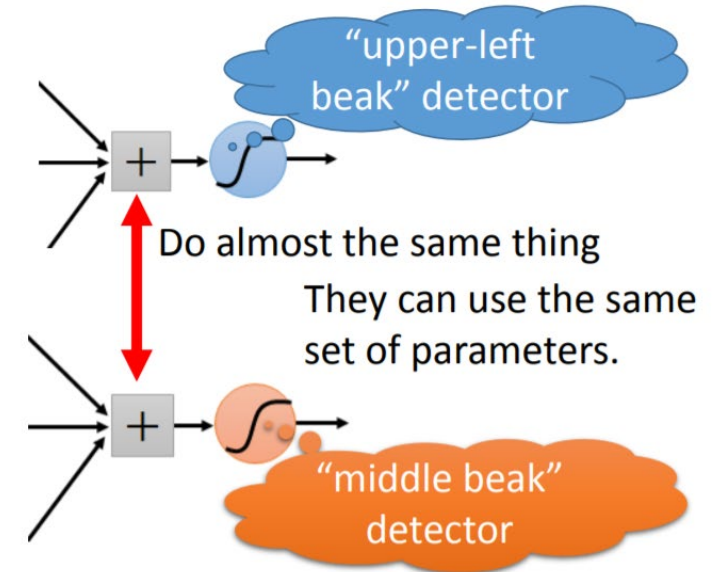 “upper-left
beak” detector
+
Do almost the same thing
They can use the same
set of parameters.
+
“middle beak”
detector